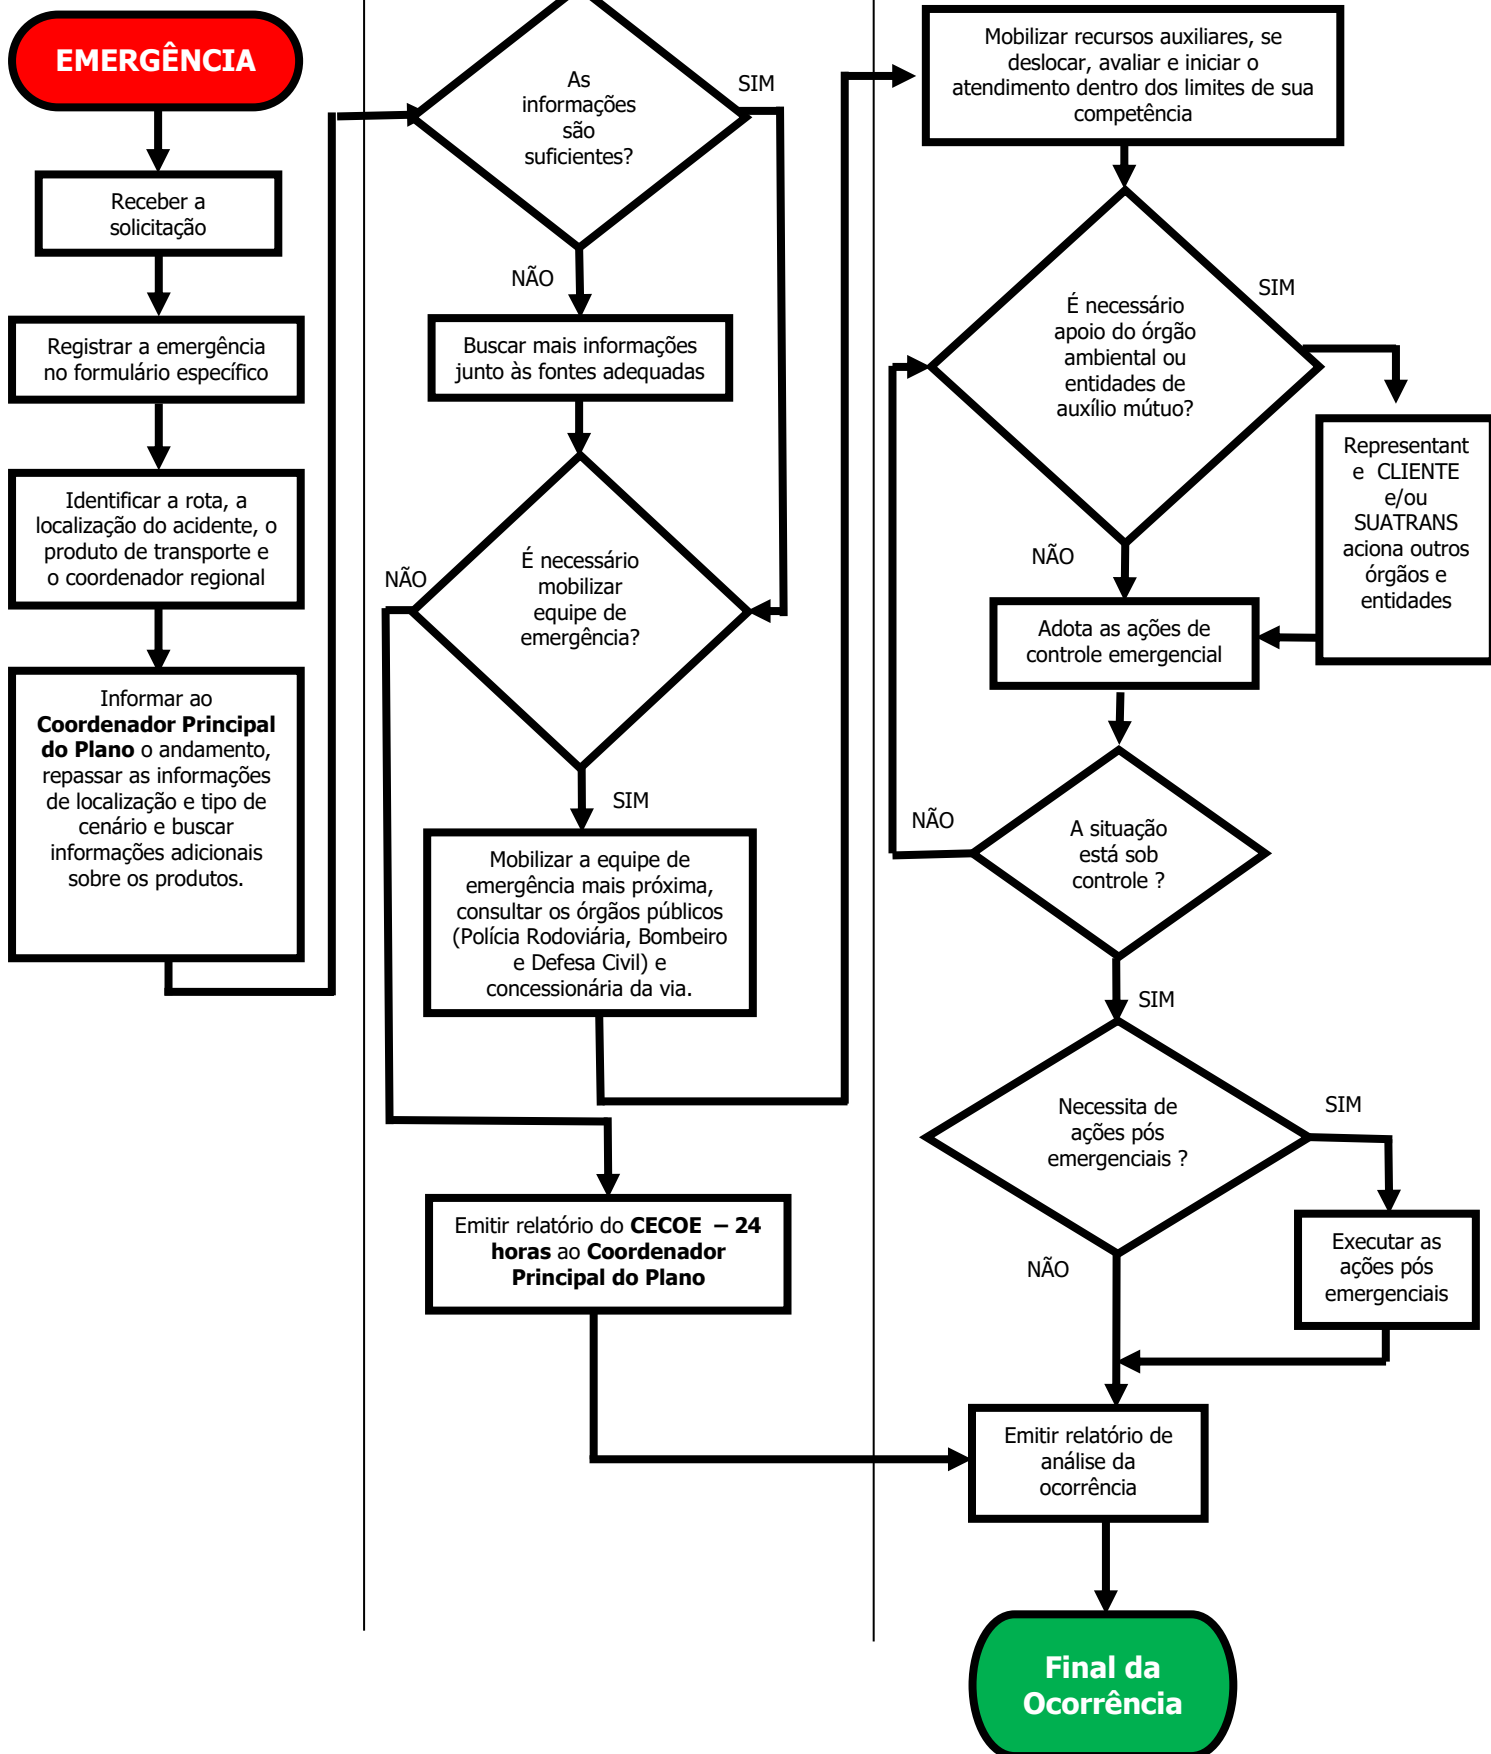 EMERGÊNCIA
Receber a
solicitação
Registrar a emergência
no formulário específico
Identificar a rota, a
localização do acidente, o
produto de transporte e
o coordenador regional
Informar ao
Coordenador Principal
do Plano o andamento,
repassar as informações
de localização e tipo de
cenário e buscar
informações adicionais
sobre os produtos.
As
informações
são
suficientes?
SIM
NÃO
Buscar mais informações
junto às fontes adequadas
É necessário
mobilizar
equipe de
emergência?
NÃO
SIM
Mobilizar a equipe de
emergência mais próxima,
consultar os órgãos públicos
(Polícia Rodoviária, Bombeiro
e Defesa Civil) e
concessionária da via.
Emitir relatório do CECOE – 24
horas ao Coordenador
Principal do Plano
Mobilizar recursos auxiliares, se
deslocar, avaliar e iniciar o
atendimento dentro dos limites de sua
competência
É necessário
apoio do órgão
ambiental ou
entidades de
auxílio mútuo?
SIM
Representant
e CLIENTE
e/ou
SUATRANS
aciona outros
órgãos e
entidades
NÃO
Adota as ações de
controle emergencial
A situação
está sob
controle ?
NÃO
SIM
Necessita de
ações pós
emergenciais ?
SIM
Executar as
ações pós
emergenciais
NÃO
Emitir relatório de
análise da
ocorrência
Final da
Ocorrência